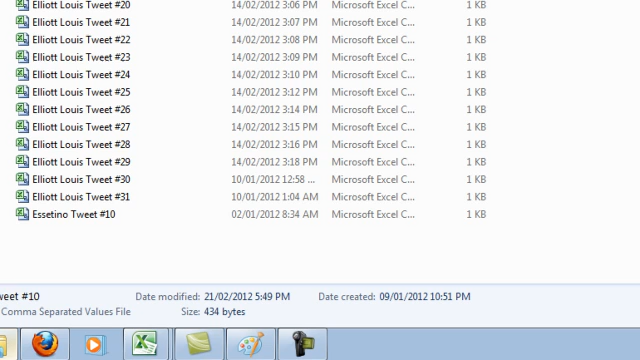 Elliott Louis Tweet #20 14/02/2012 3:06 PM Microsoft Excel C... 1 KB
Elliott Louis Tweet #21 14/02/2012 3:07 PM Microsoft Excel C... 1 KB
Elliott Louis Tweet #22 14/02/2012 3:08 PM Microsoft Excel C... 1 KB
Elliott Louis Tweet #23 14/02/2012 3:09 PM Microsoft Excel C... 1 KB
Elliott Louis Tweet #24 14/02/2012 3:10 PM Microsoft Excel C... 1 KB
Elliott Louis Tweet #25 14/02/2012 3:12 PM Microsoft Excel C... 1 KB
Elliott Louis Tweet #26 14/02/2012 3:14 PM Microsoft Excel C... 1 KB
Elliott Louis Tweet #27 14/02/2012 3:15 PM Microsoft Excel C... 1 KB
Elliott Louis Tweet #28 14/02/2012 3:16 PM Microsoft Excel C... 1 KB
Elliott Louis Tweet #29 14/02/2012 3:18 PM Microsoft Excel C... 1 KB
Elliott Louis Tweet #30 10/01/2012 12:58 ... Microsoft Excel C... 1 KB
Elliott Louis Tweet #31 10/01/2012 1:04 AM Microsoft Excel C... 1 KB
Essetino Tweet #10 02/01/2012 8:34 AM Microsoft Excel C... 1 KB
weet #10 Date modified: 21/02/2012 5:49 PM Date created: 09/01/2012 10:51 PM
Comma Separated Values File Size: 434 bytes